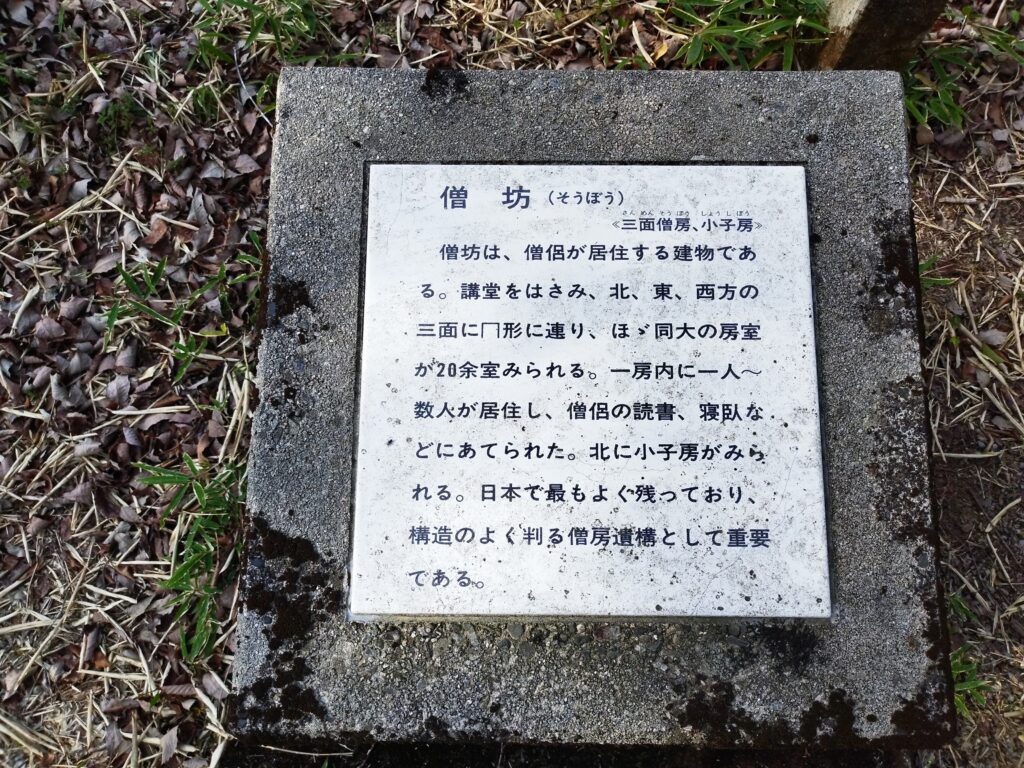 僧坊（そうぼう）
さんめんそうぼう しょうしぼう
《三面僧房、小子房》
僧坊は、僧侶が居住する建物であ
る。講堂をはさみ、北、東、西方の
三面に冂形に連り、ほゞ同大の房室
が20余室みられる。一房内に一人～
数人が居住し、僧侶の読書、寝臥な
どにあてられた。北に小子房がみら
れる。日本で最もよく残っており、
構造のよく判る僧房遺構として重要
である。